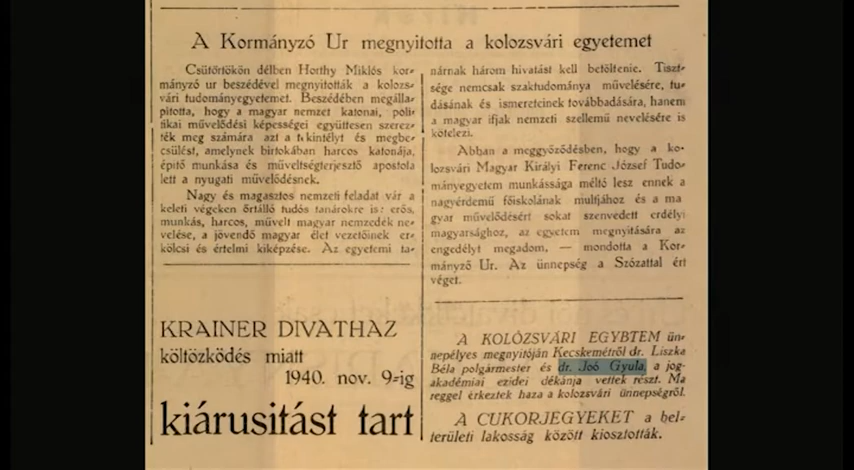 A Kormányzó Ur megnyitotta a kolozsvári egyetemet
Csütörtökön délben Horthy Miklós kor-
mányzó ur beszédével megnyitották a kolozs-
vári tudományegyetemet. Beszédében megálla-
pitotta, hogy a magyar nemzet katonai, poli-
tikai művelődési képességei együttesen szerez-
ték meg számára azt a tekintélyt és megbe-
csülést, amelynek birtokában harcos katonája,
épitő munkása és műveltségterjesztő apostola
lett a nyugati művelődésnek.
Nagy és magasztos nemzeti feladat vár a
keleti végeken őrtálló tudós tanárokre is: erős,
munkás, harcos, művelt magyar nemzedék ne-
velése, a jövendő magyar élet vezetőinek er-
kölcsi és értelmi kiképzése. Az egyetemi ta-
nárnak három hivatást kell betöltenie. Tiszt-
sége nemcsak szaktudománya művelésére, tu-
dásának és ismereteinek továbbadására, hanem
a magyar ifjak nemzeti szellemű nevelésére is
kötelezi.
Abban a meggyőződésben, hogy a ko-
lozsvári Magyar Királyi Ferenc József Tudo-
mányegyetem munkássága méltó lesz ennek a
nagyérdemű főiskolának multjához és a ma
gyar művelődésért sokat szenvedett erdélyi
magyarsághoz, az egyetem megnyitására az
engedélyt megadom, — mondotta a Kor-
mányzó Ur. Az ünnepség a Szózattal ért
véget.
KRAINER DIVATHAZ
költözködés miatt
1940. nov. 9-ig
kiárusitást tart
A KOLOZSVÁRI EGYBTEM ün-
nepélyes megnyitóján Kecskemétről dr. Liszka
Béla polgármester és dr. Joó Gyula, a jog-
akadémiai ezidei dékánja vettek részt. Ma
reggel érkeztek haza a kolozsvári ünnepségről.
A CUKORJEGYEKET a bel-
területi lakosság között kiosztották.